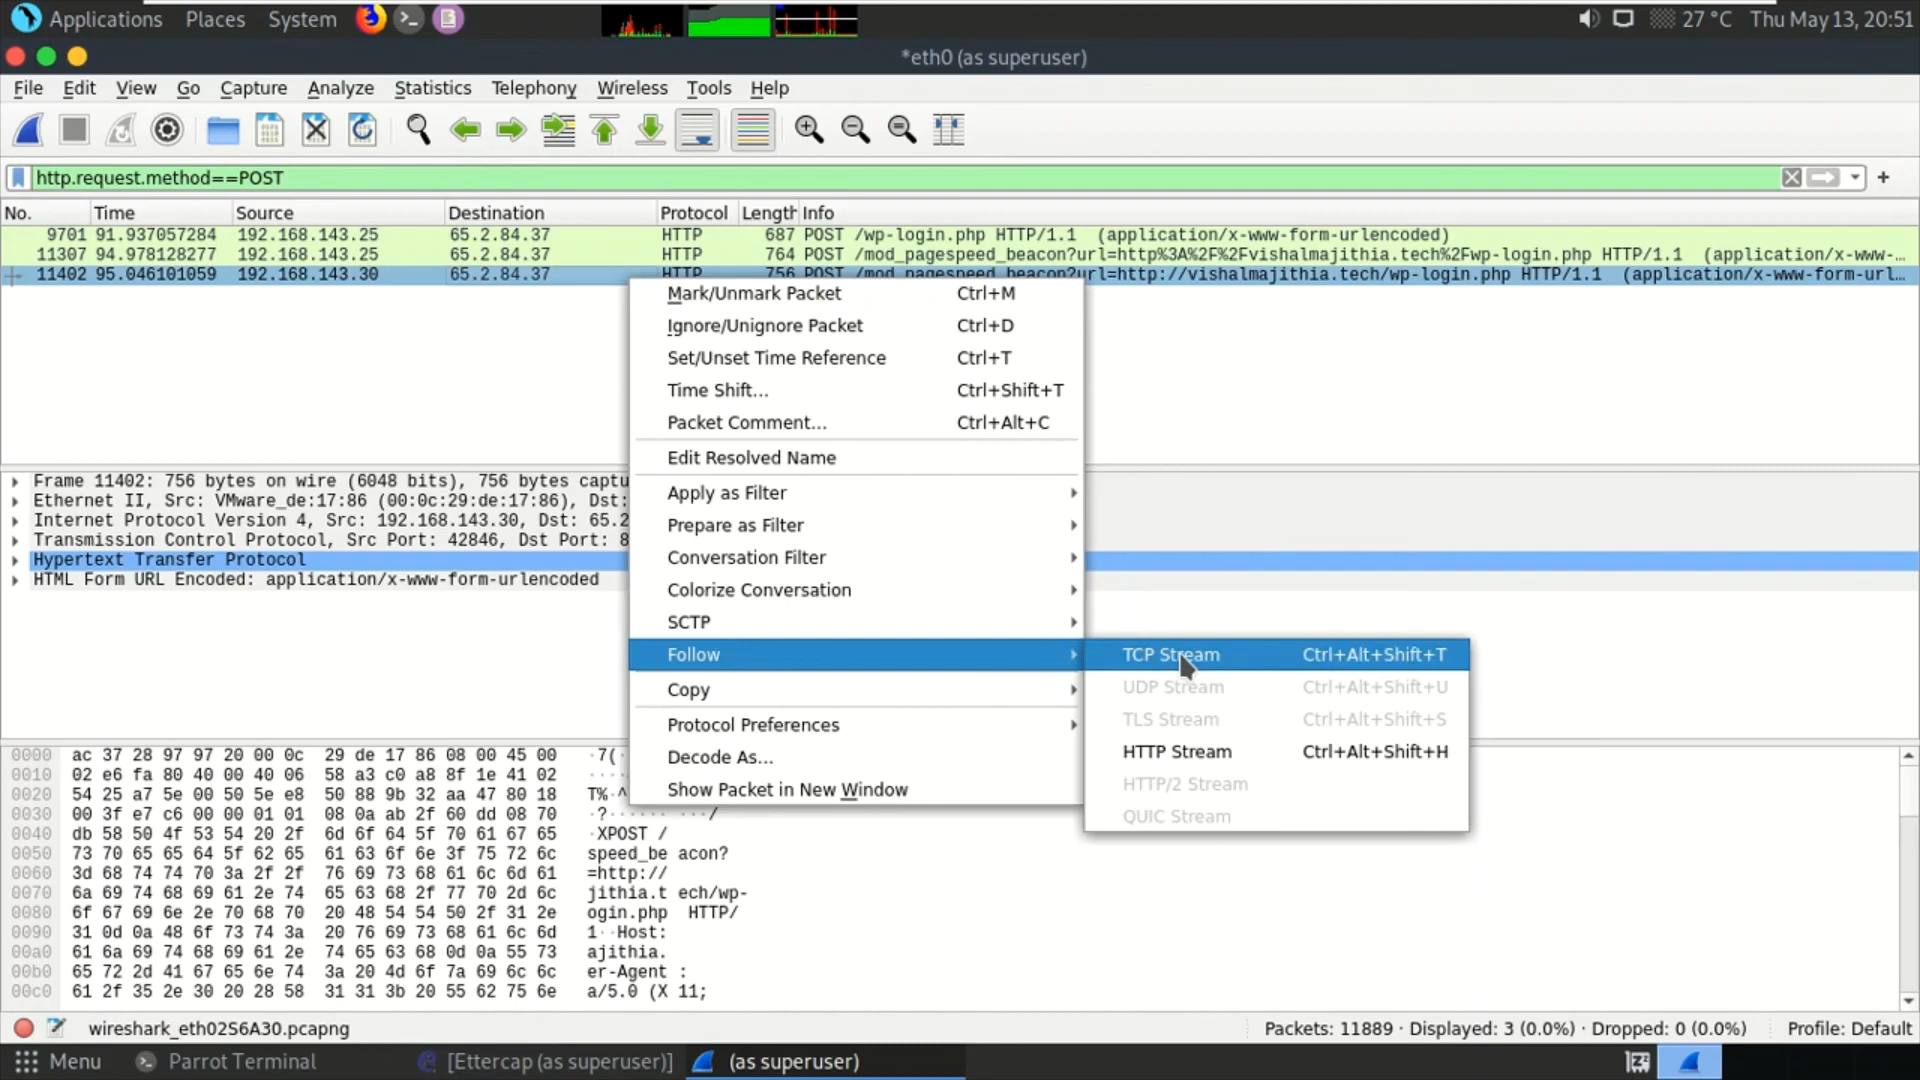 Applications Places System 27 °C Thu May 13, 20:51
*eth0 (as superuser)
File Edit View Go Capture Analyze Statistics Telephony Wireless Tools Help
http.request.method==POST
No. Time Source Destination Protocol Length Info
9701 91.937057284 192.168.143.25 65.2.84.37 HTTP 687 POST /wp-login.php HTTP/1.1 (application/x-www-form-urlencoded)
11307 94.978128277 192.168.143.25 65.2.84.37 HTTP 764 POST /mod_pagespeed_beacon?url=http%3A%2F%2Fvishalmajithia.tech%2Fwp-login.php HTTP/1.1 (application/x-www-...
11402 95.046101059 192.168.143.30 65.2.84.37 HTTP 756 POST /mod_pagespeed_beacon?url=http://vishalmajithia.tech/wp-login.php HTTP/1.1 (application/x-www-form-url...
Mark/Unmark Packet Ctrl+M
Ignore/Unignore Packet Ctrl+D
Set/Unset Time Reference Ctrl+T
Time Shift... Ctrl+Shift+T
Packet Comment... Ctrl+Alt+C
Edit Resolved Name
Apply as Filter
Prepare as Filter
Conversation Filter
Colorize Conversation
SCTP
Follow
Copy
Protocol Preferences
Decode As...
Show Packet in New Window
TCP Stream Ctrl+Alt+Shift+T
UDP Stream Ctrl+Alt+Shift+U
TLS Stream Ctrl+Alt+Shift+S
HTTP Stream Ctrl+Alt+Shift+H
HTTP/2 Stream
QUIC Stream
Frame 11402: 756 bytes on wire (6048 bits), 756 bytes captu
Ethernet II, Src: VMware_de:17:86 (00:0c:29:de:17:86), Dst:
Internet Protocol Version 4, Src: 192.168.143.30, Dst: 65.2
Transmission Control Protocol, Src Port: 42846, Dst Port: 8
Hypertext Transfer Protocol
HTML Form URL Encoded: application/x-www-form-urlencoded
0000 ac 37 28 97 97 20 00 0c 29 de 17 86 08 00 45 00 ·7(
0010 02 e6 fa 80 40 00 40 06 58 a3 c0 a8 8f 1e 41 02 ····
0020 54 25 a7 5e 00 50 5e e8 50 88 9b 32 aa 47 80 18 T% ^
0030 00 3f e7 c6 00 00 01 01 08 0a ab 2f 60 dd 08 70 ·?······ ···/
0040 db 58 50 4f 53 54 20 2f 6d 6f 64 5f 70 61 67 65 ·XPOST /
0050 73 70 65 65 64 5f 62 65 61 63 6f 6e 3f 75 72 6c speed_be acon?
0060 3d 68 74 74 70 3a 2f 2f 76 69 73 68 61 6c 6d 61 =http://
0070 6a 69 74 68 69 61 2e 74 65 63 68 2f 77 70 2d 6c jithia.t ech/wp-
0080 6f 67 69 6e 2e 70 68 70 20 48 54 54 50 2f 31 2e ogin.php HTTP/
0090 31 0d 0a 48 6f 73 74 3a 20 76 69 73 68 61 6c 6d 1··Host:
00a0 61 6a 69 74 68 69 61 2e 74 65 63 68 0d 0a 55 73 ajithia.
00b0 65 72 2d 41 67 65 6e 74 3a 20 4d 6f 7a 69 6c 6c er-Agent :
00c0 61 2f 35 2e 30 20 28 58 31 31 3b 20 55 62 75 6e a/5.0 (X 11;
wireshark_eth02S6A30.pcapng Packets: 11889 · Displayed: 3 (0.0%) · Dropped: 0 (0.0%) Profile: Default
Menu Parrot Terminal [Ettercap (as superuser)] (as superuser)